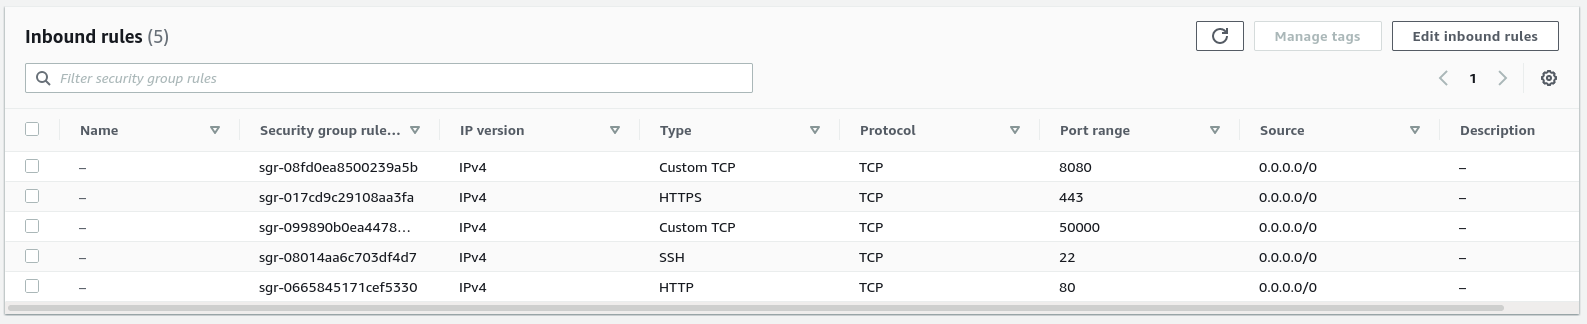 Inbound rules (5)
Manage tags
Edit inbound rules
Filter security group rules
1
Name Security group rule... IP version Type Protocol Port range Source Description
– sgr-08fd0ea8500239a5b IPv4 Custom TCP TCP 8080 0.0.0.0/0 –
– sgr-017cd9c29108aa3fa IPv4 HTTPS TCP 443 0.0.0.0/0 –
– sgr-099890b0ea4478... IPv4 Custom TCP TCP 50000 0.0.0.0/0 –
– sgr-08014aa6c703df4d7 IPv4 SSH TCP 22 0.0.0.0/0 –
– sgr-0665845171cef5330 IPv4 HTTP TCP 80 0.0.0.0/0 –